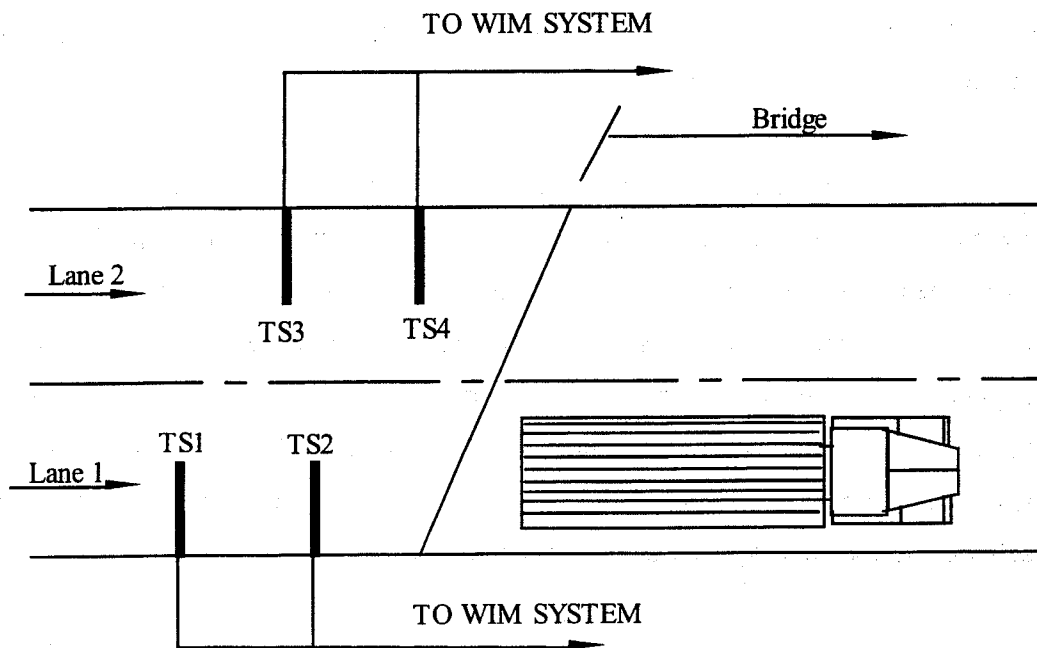 TO WIM SYSTEM
Bridge
Lane 2
TS3
TS4
TS1
TS2
Lane 1
TO WIM SYSTEM